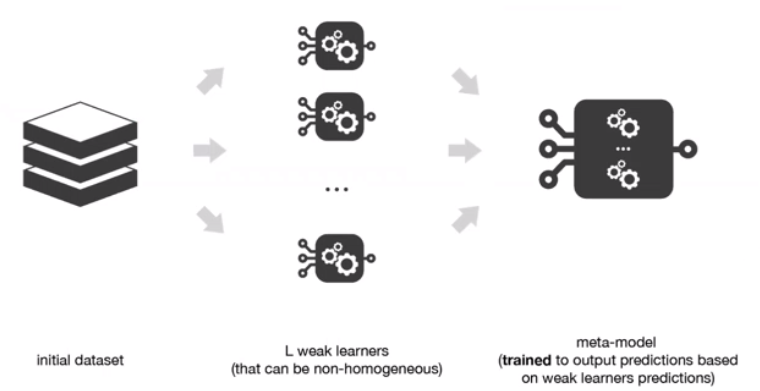 ...
...
initial dataset
L weak learners
(that can be non-homogeneous)
meta-model
(trained to output predictions based
on weak learners predictions)